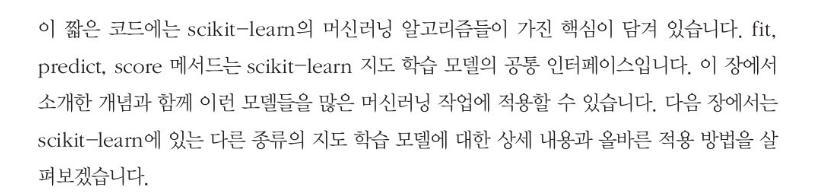 이 짧은 코드에는 scikit-learn의 머신러닝 알고리즘들이 가진 핵심이 담겨 있습니다. fit,
predict, score 메서드는 scikit-learn 지도 학습 모델의 공통 인터페이스입니다. 이 장에서
소개한 개념과 함께 이런 모델들을 많은 머신러닝 작업에 적용할 수 있습니다. 다음 장에서는
scikit-learn에 있는 다른 종류의 지도 학습 모델에 대한 상세 내용과 올바른 적용 방법을 살
펴보겠습니다.